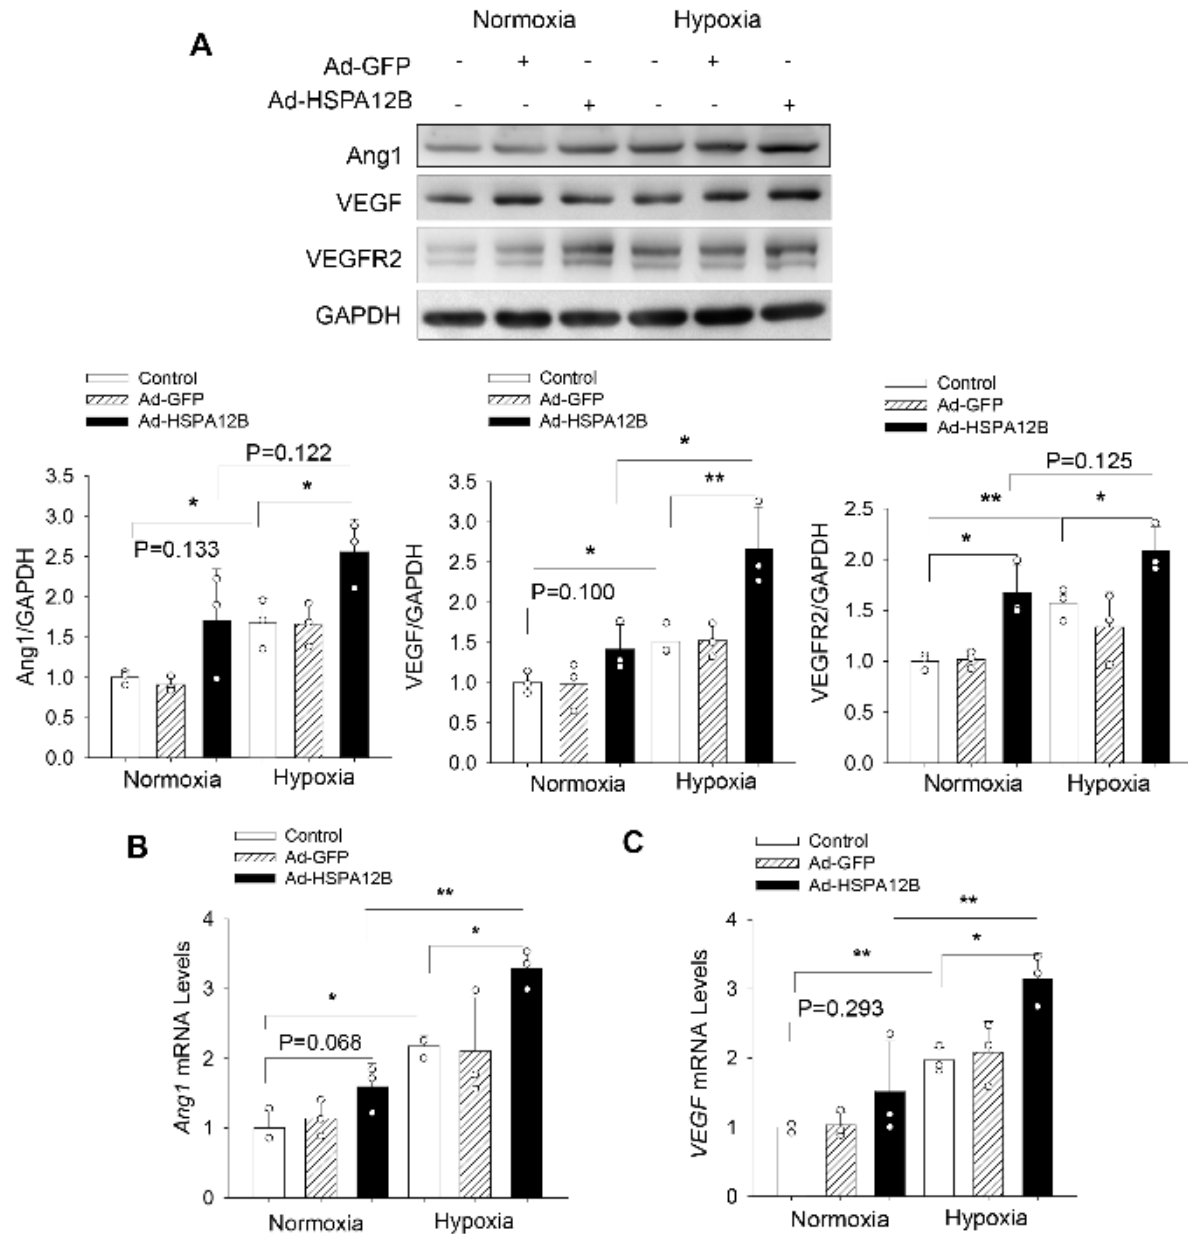 A
Normoxia Hypoxia
Ad-GFP - + - - + -
Ad-HSPA12B - - + - - +
Ang1
VEGF
VEGFR2
GAPDH
Control
Ad-GFP
Ad-HSPA12B
P=0.122
*
*
P=0.133
Ang1/GAPDH
3.5
3.0
2.5
2.0
1.5
1.0
0.5
0.0
Normoxia Hypoxia
Control
Ad-GFP
Ad-HSPA12B
*
**
*
P=0.100
VEGF/GAPDH
3.5
3.0
2.5
2.0
1.5
1.0
0.5
0.0
Normoxia Hypoxia
Control
Ad-GFP
Ad-HSPA12B
P=0.125
**
*
*
VEGFR2/GAPDH
2.5
2.0
1.5
1.0
0.5
0.0
Normoxia Hypoxia
B
Control
Ad-GFP
Ad-HSPA12B
**
*
*
P=0.068
Ang1 mRNA Levels
4
3
2
1
0
Normoxia Hypoxia
C
Control
Ad-GFP
Ad-HSPA12B
**
**
*
P=0.293
VEGF mRNA Levels
4
3
2
1
0
Normoxia Hypoxia